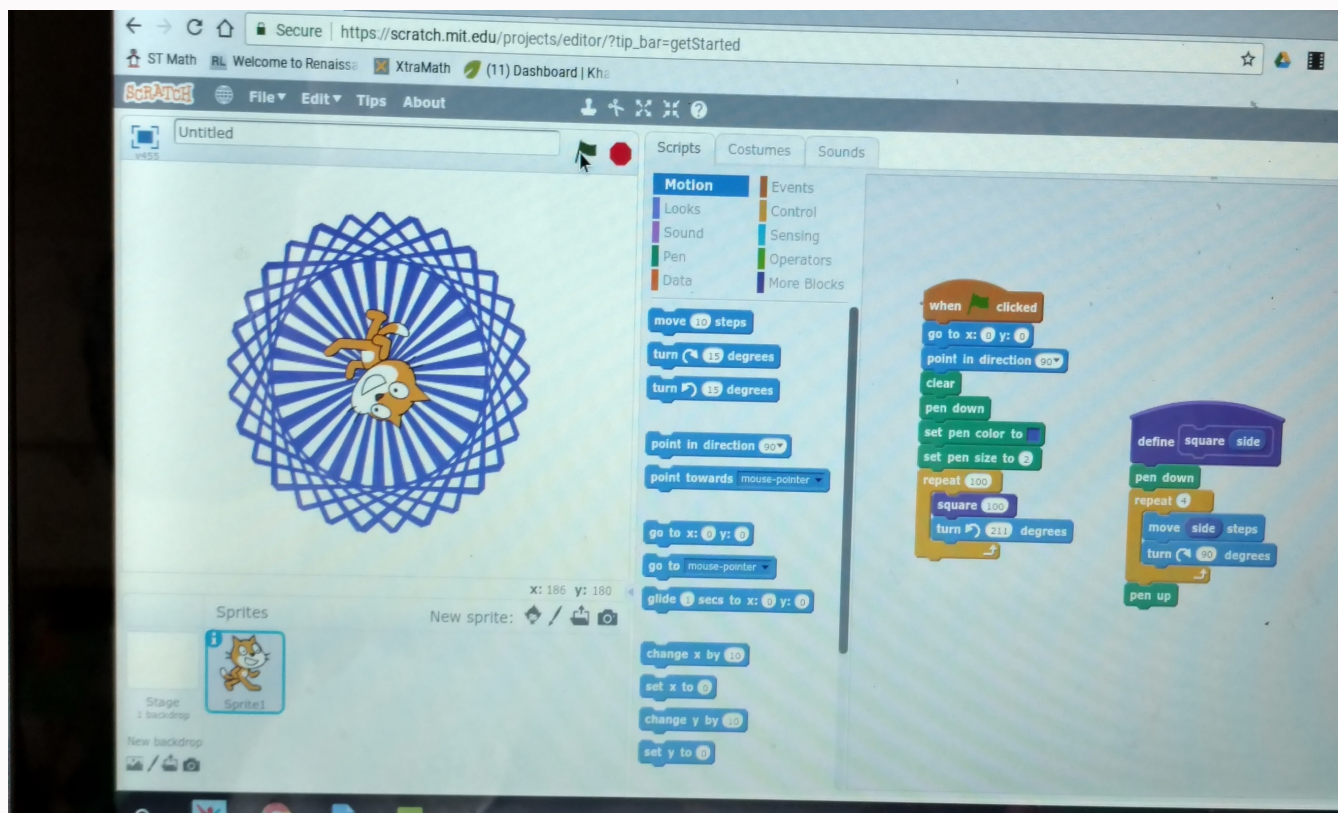 Secure | https://scratch.mit.edu/projects/editor/?tip_bar=getStarted
ST Math RL Welcome to Renaiss XtraMath (11) Dashboard | Kha
SCRATCH File Edit Tips About
Untitled
v455
Scripts Costumes Sounds
Motion Events
Looks Control
Sound Sensing
Pen Operators
Data More Blocks
move 10 steps
turn 15 degrees
turn 15 degrees
point in direction 90
point towards mouse-pointer
go to x: 0 y: 0
go to mouse-pointer
glide 1 secs to x: 0 y: 0
change x by 10
set x to 0
change y by 10
set y to 0
when clicked
go to x: 0 y: 0
point in direction 90
clear
pen down
set pen color to
set pen size to 2
repeat 100
square 100
turn 211 degrees
define square side
pen down
repeat 4
move side steps
turn 90 degrees
pen up
x: 186 y: 180
Sprites New sprite:
Stage
1 backdrop
Sprite1
New backdrop